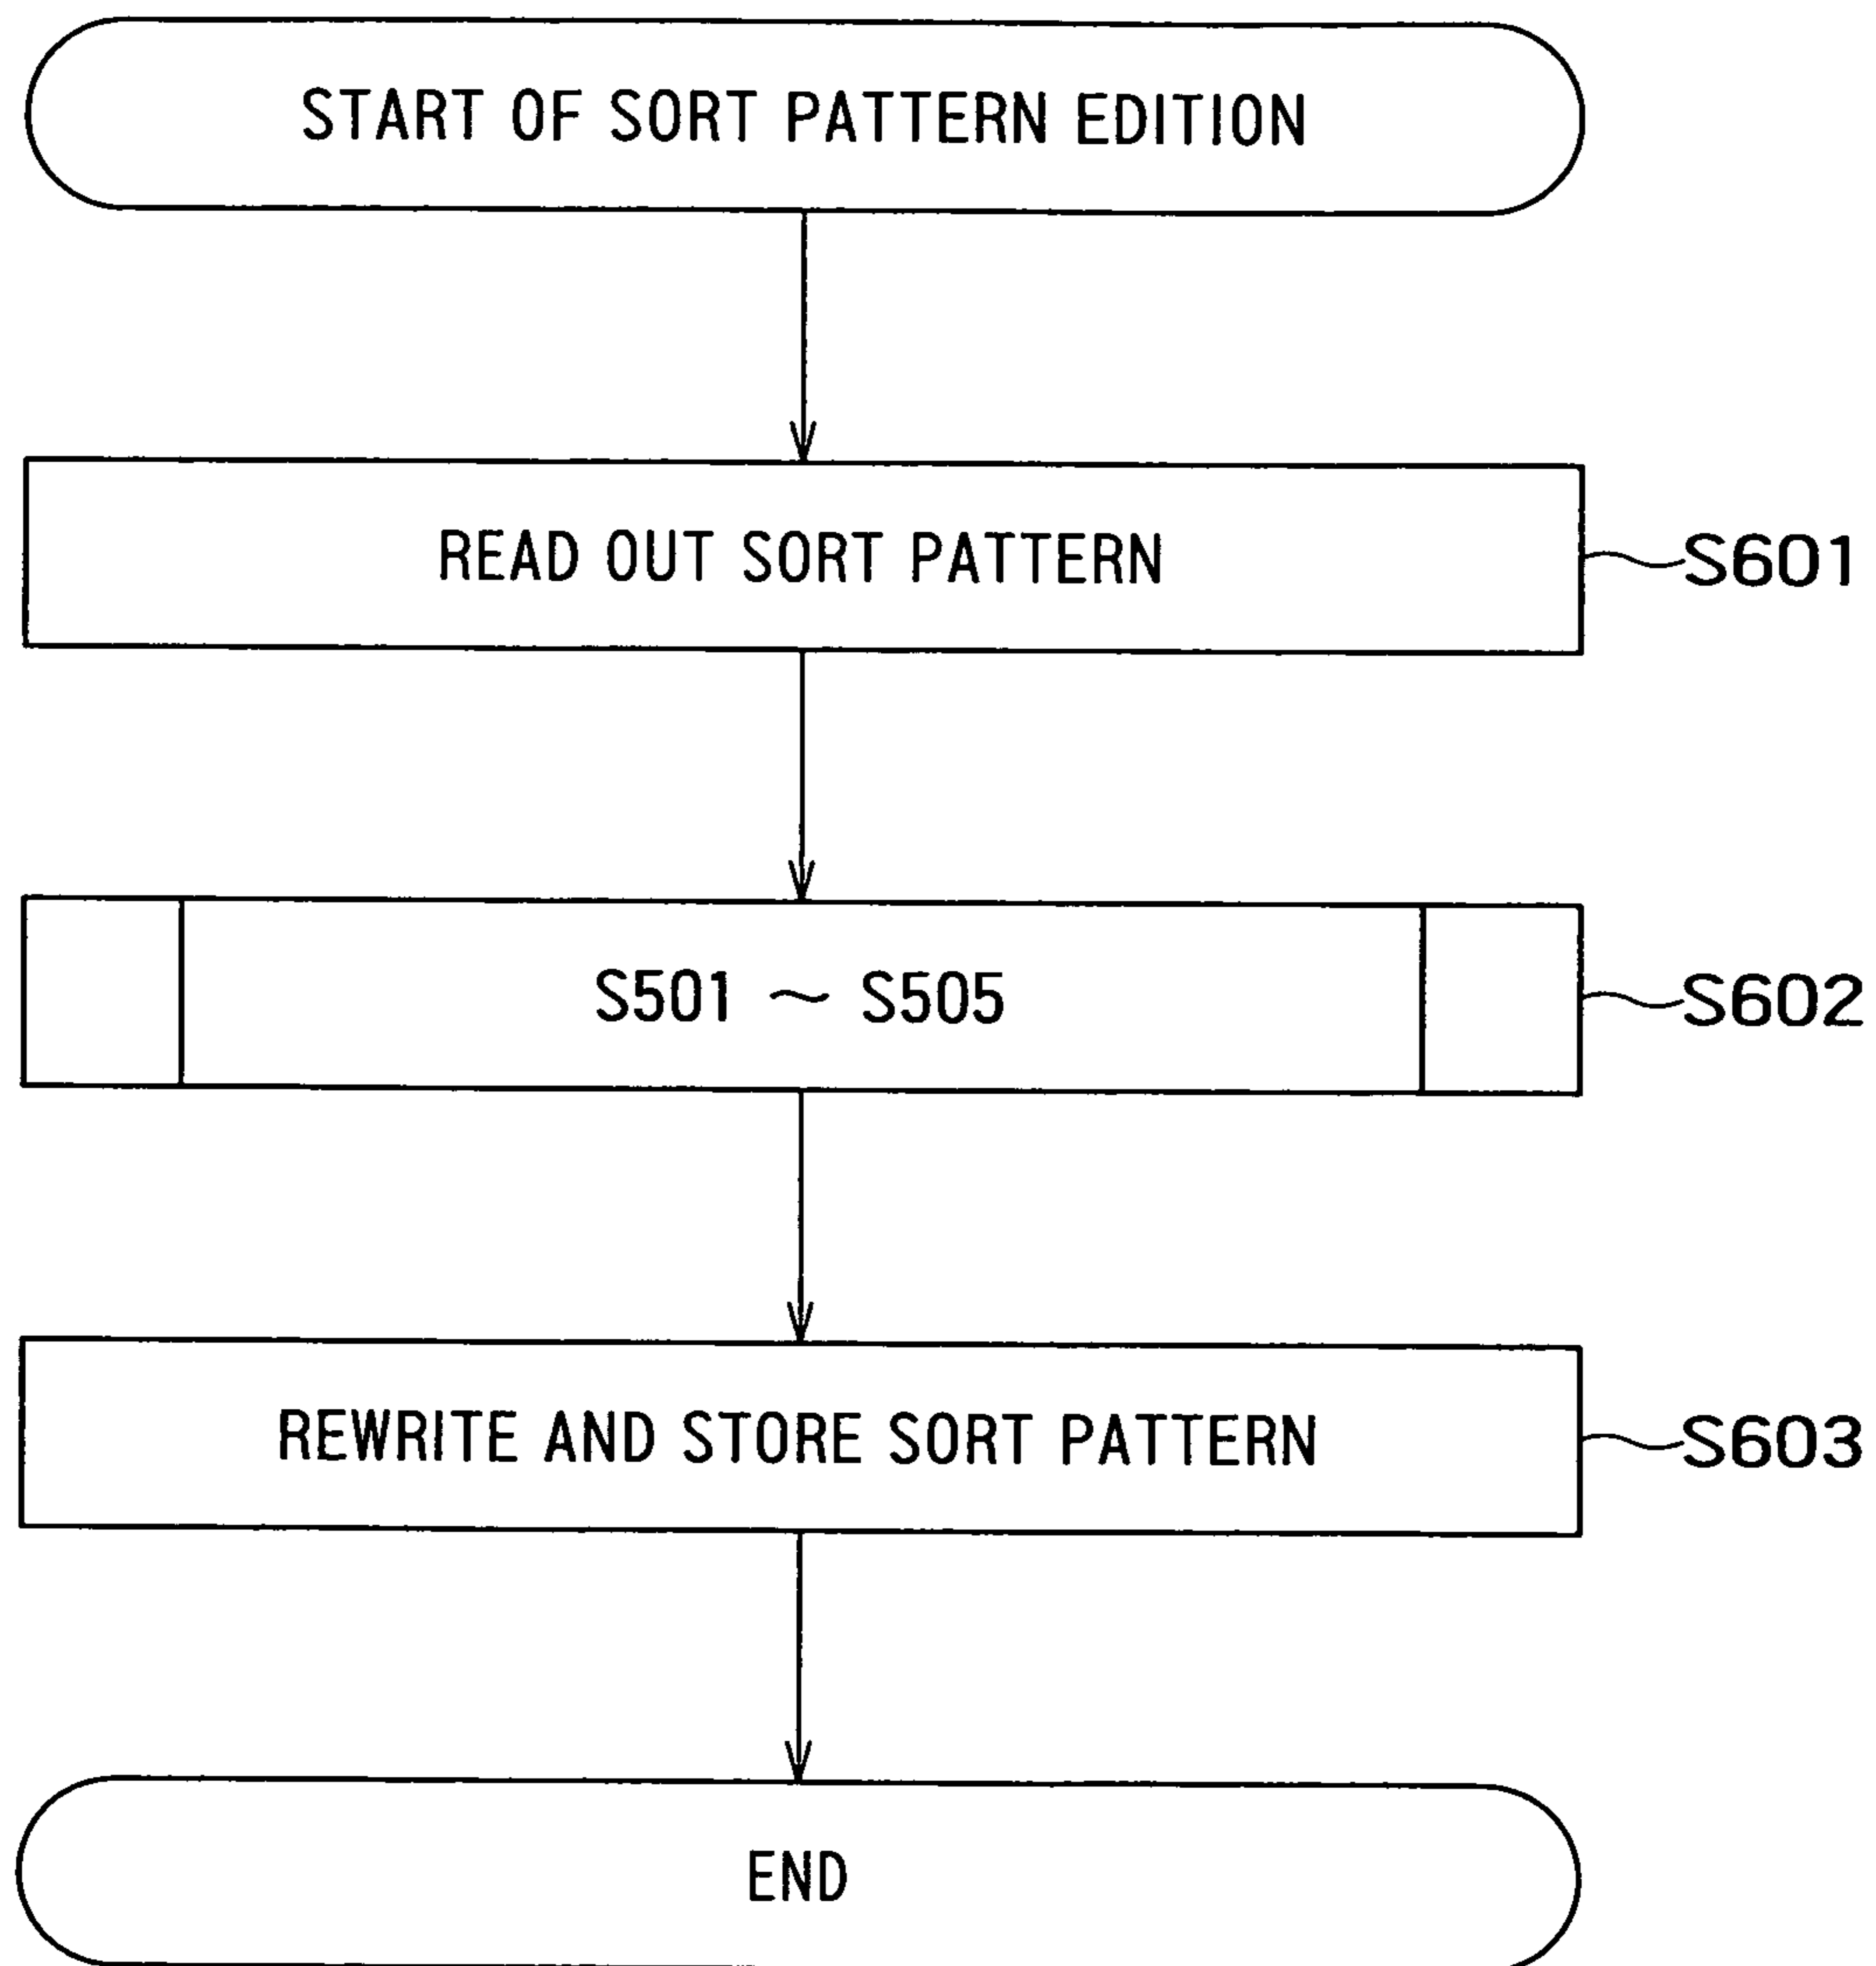 START OF SORT PATTERN EDITION
READ OUT SORT PATTERN
S601
S501 ~ S505
S602
REWRITE AND STORE SORT PATTERN
S603
END